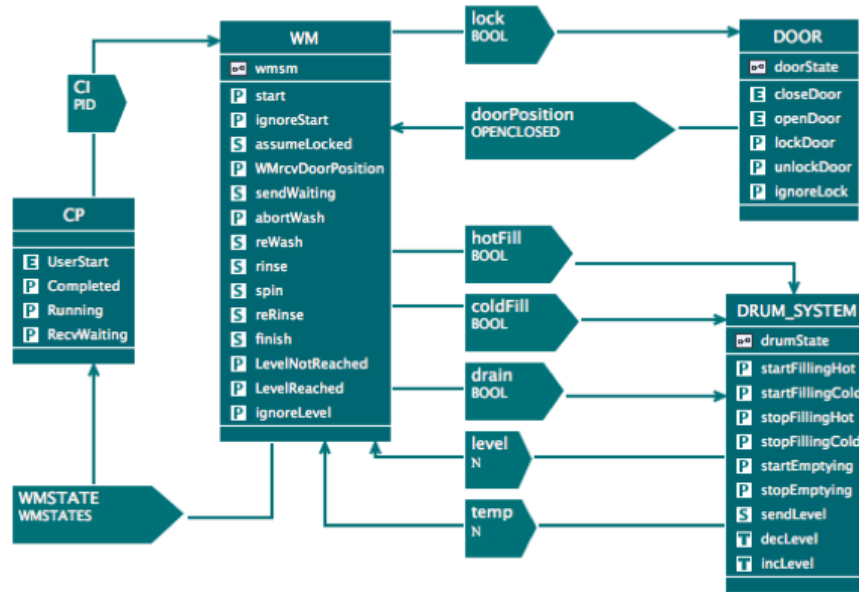 WM
wmsm
P start
P ignoreStart
S assumeLocked
P WMrcvDoorPosition
S sendWaiting
P abortWash
S reWash
S rinse
S spin
S reRinse
S finish
P LevelNotReached
P LevelReached
P ignoreLevel
CI
PID
CP
E UserStart
P Completed
P Running
P RecvWaiting
WMSTATE
WMSTATES
lock
BOOL
doorPosition
OPENCLOSED
hotFill
BOOL
coldFill
BOOL
drain
BOOL
level
N
temp
N
DOOR
doorState
E closeDoor
E openDoor
P lockDoor
P unlockDoor
P ignoreLock
DRUM_SYSTEM
drumState
P startFillingHot
P startFillingCold
P stopFillingHot
P stopFillingCold
P startEmptying
P stopEmptying
S sendLevel
T decLevel
T incLevel